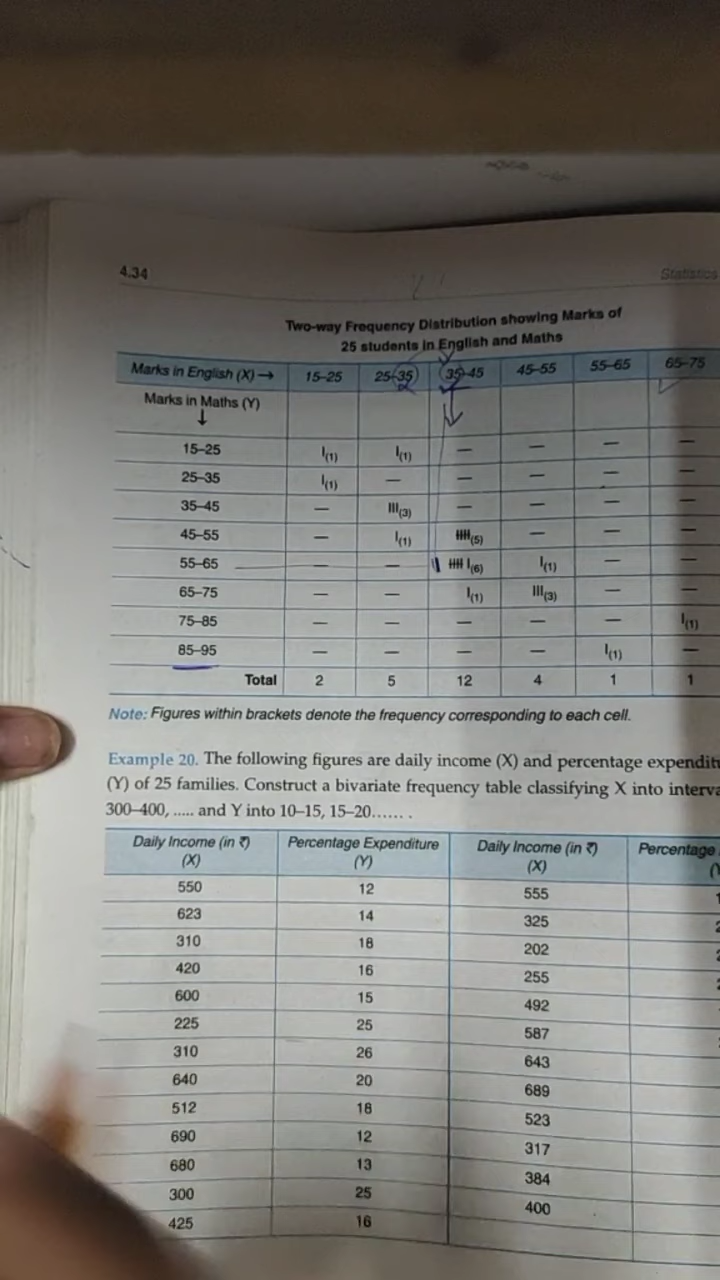 4.34
Statistics
Two-way Frequency Distribution showing Marks of
25 students in English and Maths
Marks in English (X) → 15–25 25–35 35–45 45–55 55–65 65–75
Marks in Maths (Y)
↓
15–25 I(1) I(1) — — — —
25–35 I(1) — — — — —
35–45 — III(3) — — — —
45–55 — I(1) IIII(5) — — —
55–65 — — IIII I(6) I(1) — —
65–75 — — I(1) III(3) — —
75–85 — — — — — I(1)
85–95 — — — — I(1) —
Total 2 5 12 4 1 1
Note: Figures within brackets denote the frequency corresponding to each cell.
Example 20. The following figures are daily income (X) and percentage expendit
(Y) of 25 families. Construct a bivariate frequency table classifying X into interva
300–400, ..... and Y into 10–15, 15–20...... .
Daily Income (in ₹) Percentage Expenditure Daily Income (in ₹) Percentage
(X) (Y) (X)
550 12 555
623 14 325
310 18 202
420 16 255
600 15 492
225 25 587
310 26 643
640 20 689
512 18 523
690 12 317
680 13 384
300 25 400
425 16